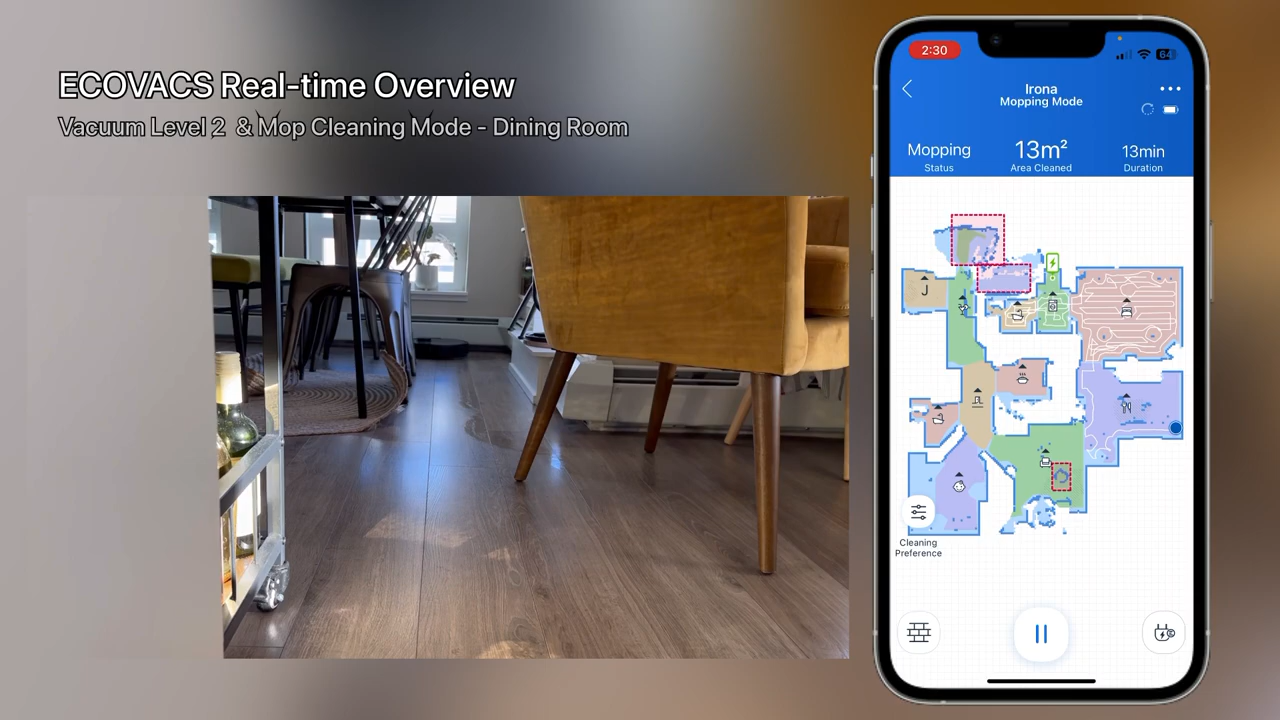 ECOVACS Real-time Overview
Vacuum Level 2 & Mop Cleaning Mode - Dining Room
2:30
64
Irona
Mopping Mode
Mopping
Status
13m²
Area Cleaned
13min
Duration
Cleaning
Preference